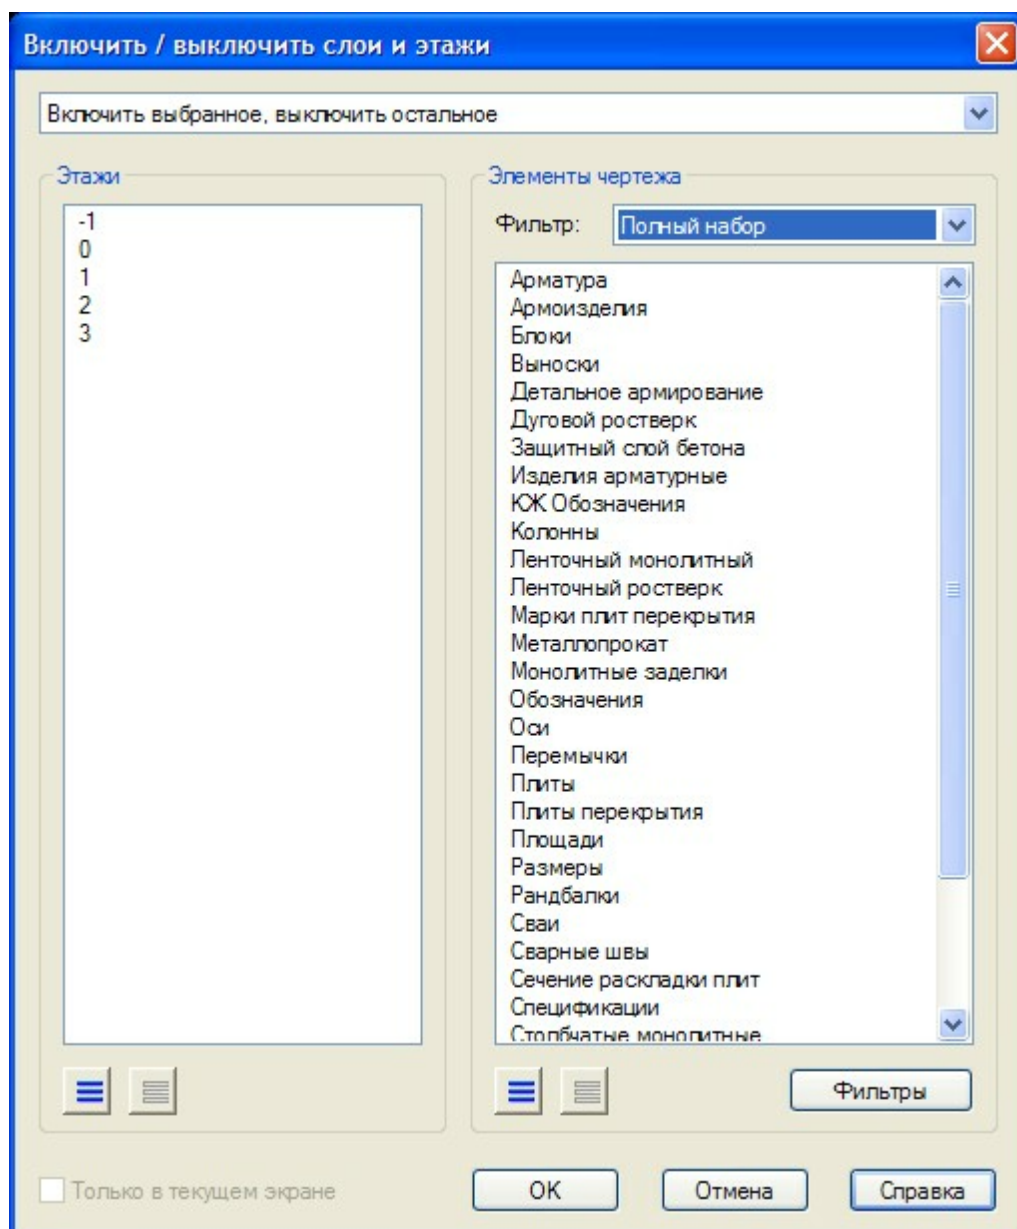 Включить / выключить слои и этажи
Включить выбранное, выключить остальное
Этажи
-1
0
1
2
3
Элементы чертежа
Фильтр: Полный набор
Арматура
Армоизделия
Блоки
Выноски
Детальное армирование
Дуговой ростверк
Защитный слой бетона
Изделия арматурные
КЖ Обозначения
Колонны
Ленточный монолитный
Ленточный ростверк
Марки плит перекрытия
Металлопрокат
Монолитные заделки
Обозначения
Оси
Перемычки
Плиты
Плиты перекрытия
Площади
Размеры
Рандбалки
Сваи
Сварные швы
Сечение раскладки плит
Спецификации
Столбчатые монолитные
Фильтры
Только в текущем экране
ОК
Отмена
Справка